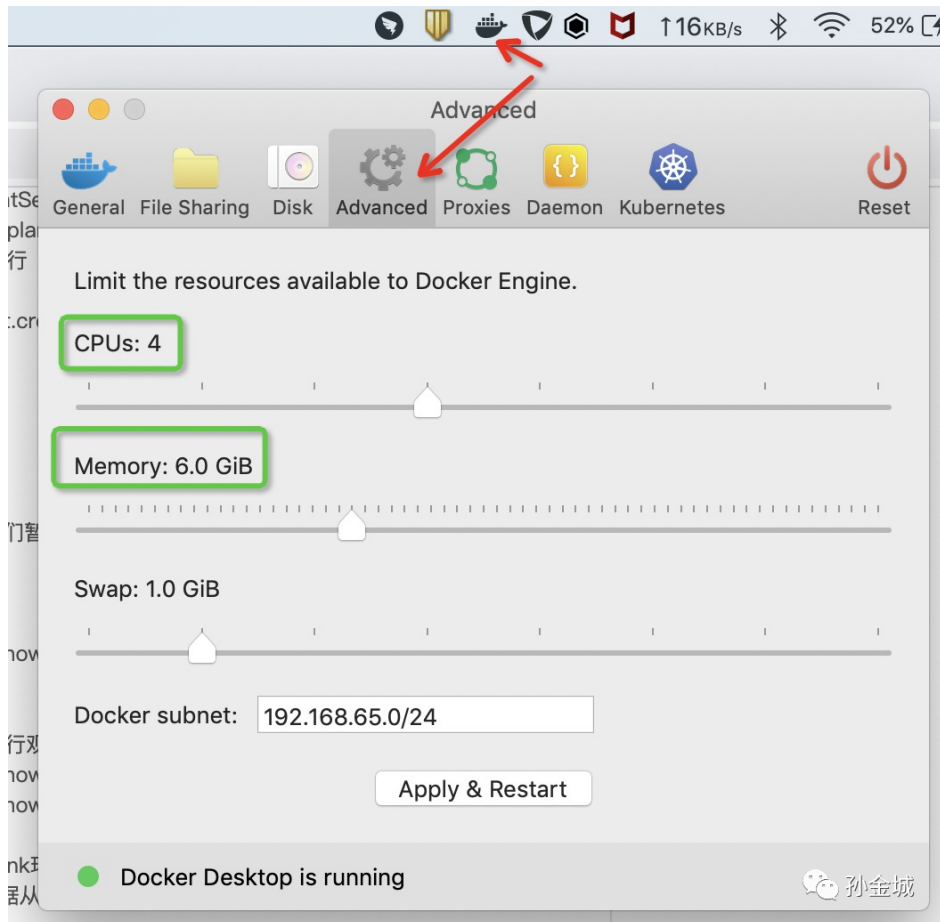 ↑16KB/s 52%
Advanced
General File Sharing Disk Advanced Proxies Daemon Kubernetes Reset
Limit the resources available to Docker Engine.
CPUs: 4
Memory: 6.0 GiB
Swap: 1.0 GiB
Docker subnet: 192.168.65.0/24
Apply & Restart
Docker Desktop is running
孙金城